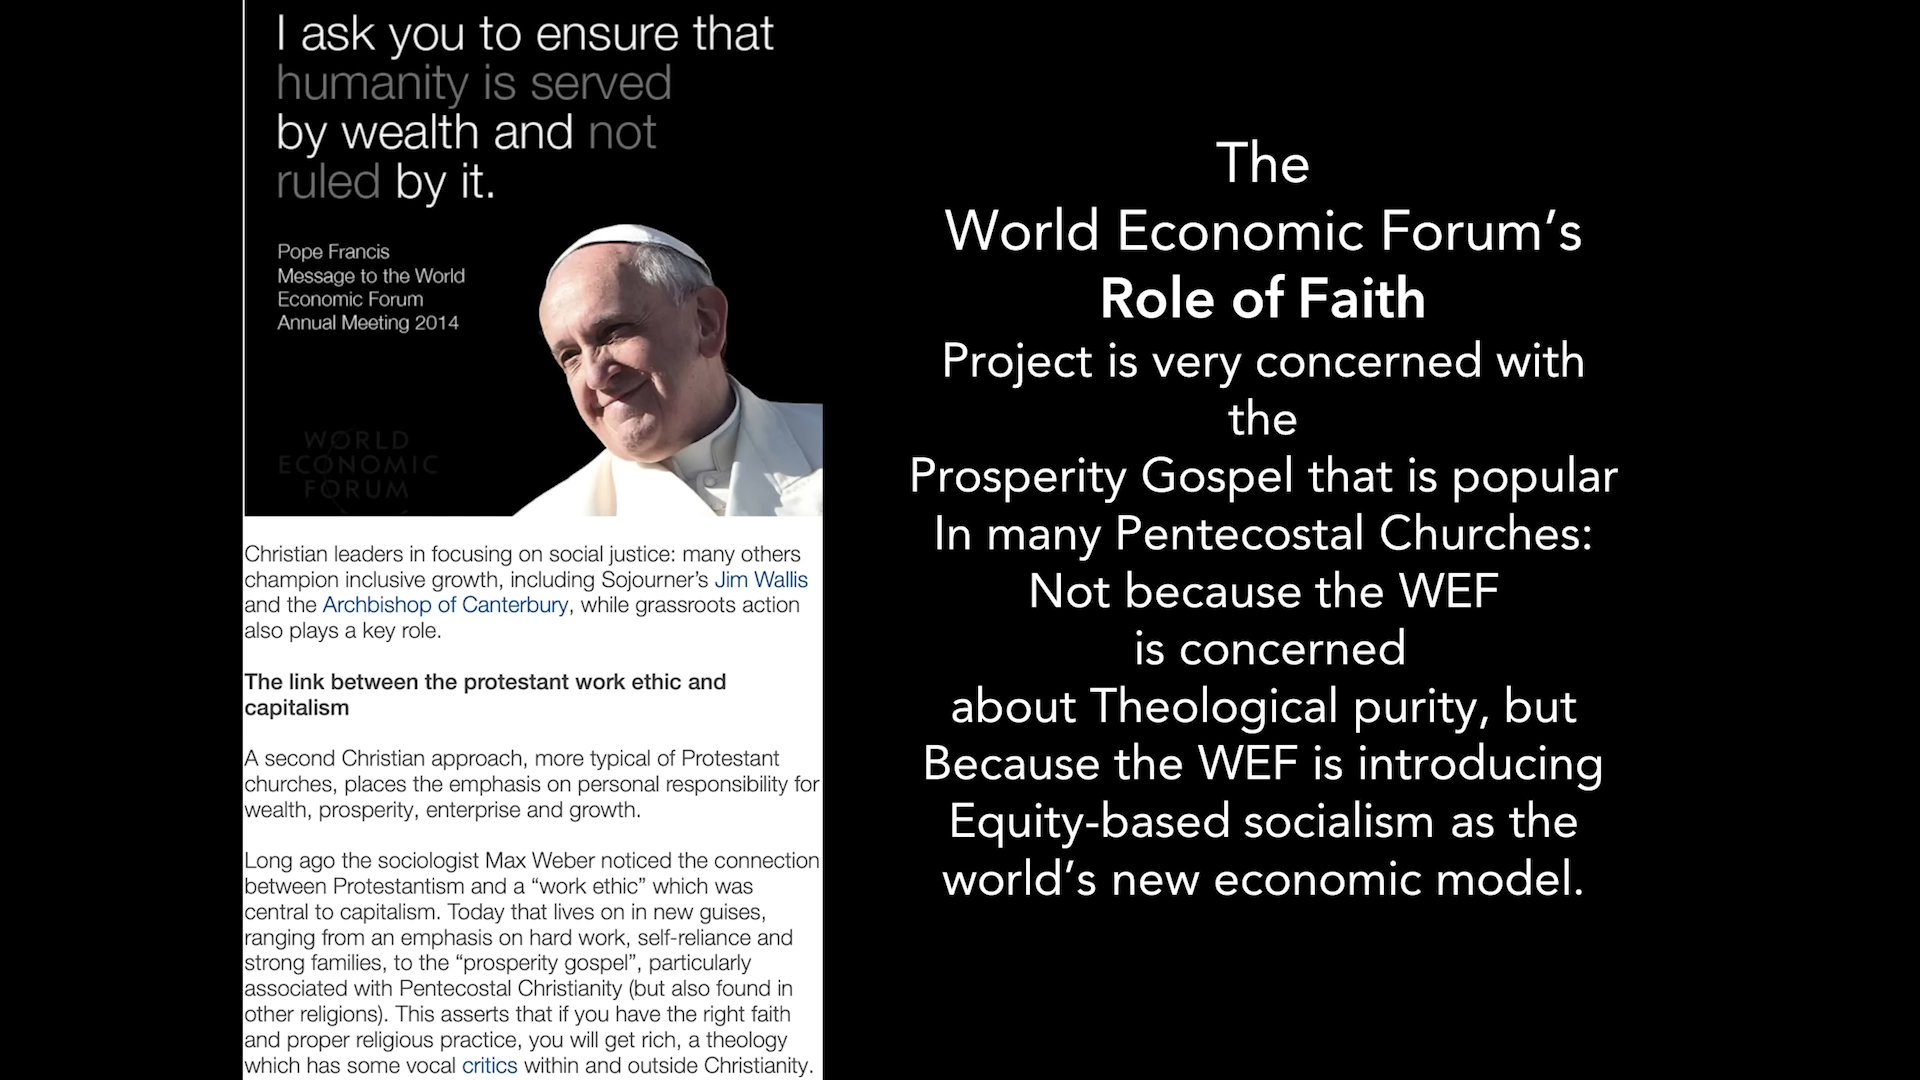 I ask you to ensure that
humanity is served
by wealth and not
ruled by it.
Pope Francis
Message to the World
Economic Forum
Annual Meeting 2014
WORLD
ECONOMIC
FORUM
Christian leaders in focusing on social justice: many others
champion inclusive growth, including Sojourner’s Jim Wallis
and the Archbishop of Canterbury, while grassroots action
also plays a key role.
The link between the protestant work ethic and
capitalism
A second Christian approach, more typical of Protestant
churches, places the emphasis on personal responsibility for
wealth, prosperity, enterprise and growth.
Long ago the sociologist Max Weber noticed the connection
between Protestantism and a “work ethic” which was
central to capitalism. Today that lives on in new guises,
ranging from an emphasis on hard work, self-reliance and
strong families, to the “prosperity gospel”, particularly
associated with Pentecostal Christianity (but also found in
other religions). This asserts that if you have the right faith
and proper religious practice, you will get rich, a theology
which has some vocal critics within and outside Christianity.
The
World Economic Forum’s
Role of Faith
Project is very concerned with
the
Prosperity Gospel that is popular
In many Pentecostal Churches:
Not because the WEF
is concerned
about Theological purity, but
Because the WEF is introducing
Equity-based socialism as the
world’s new economic model.